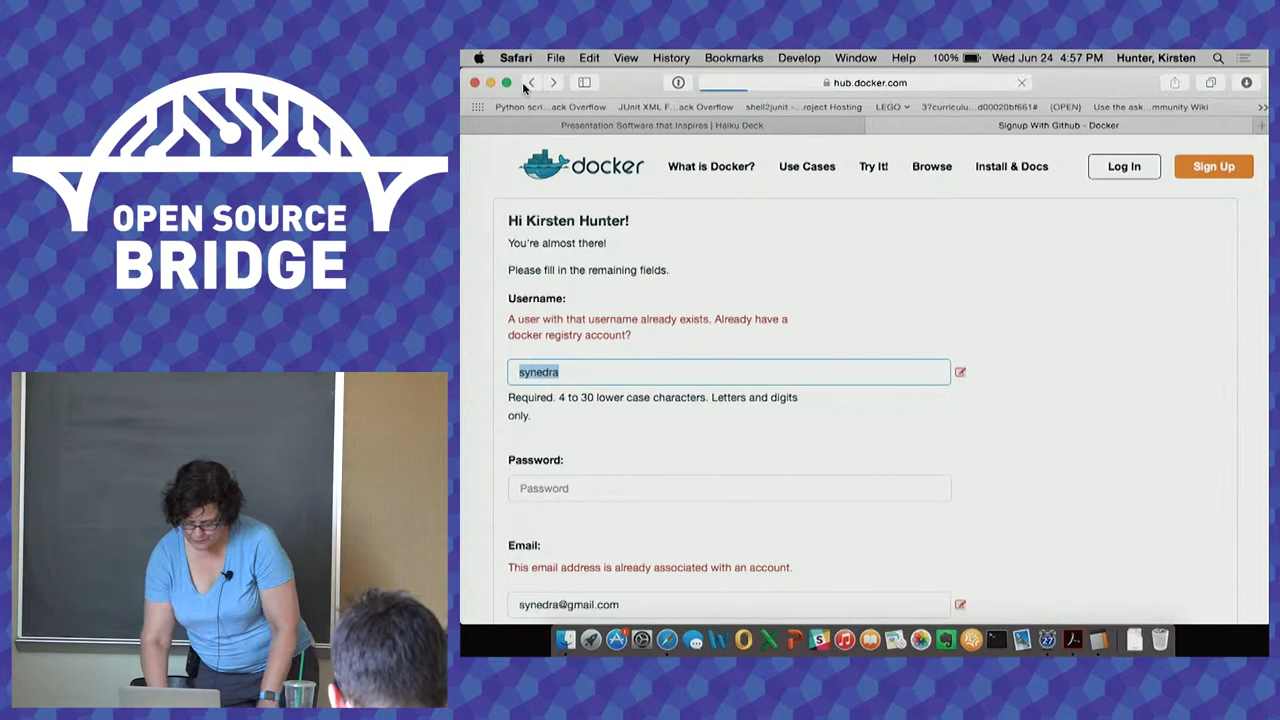 OPEN SOURCE
BRIDGE
Safari File Edit View History Bookmarks Develop Window Help 100% Wed Jun 24 4:57 PM Hunter, Kirsten
hub.docker.com
Python scri...ack Overflow JUnit XML F...ack Overflow shell2junit -...roject Hosting LEGO 37curriculu...d00020bf661# {OPEN} Use the ask...mmunity Wiki
Presentation Software that Inspires | Haiku Deck Signup With Github - Docker
docker What is Docker? Use Cases Try It! Browse Install & Docs Log In Sign Up
Hi Kirsten Hunter!
You're almost there!
Please fill in the remaining fields.
Username:
A user with that username already exists. Already have a
docker registry account?
synedra
Required. 4 to 30 lower case characters. Letters and digits
only.
Password:
Password
Email:
This email address is already associated with an account.
synedra@gmail.com
27